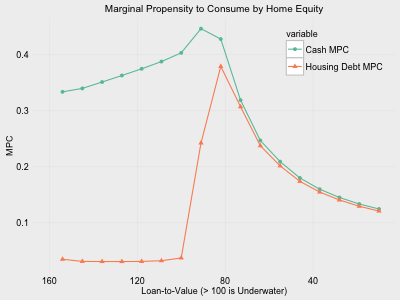 Marginal Propensity to Consume by Home Equity
variable
Cash MPC
Housing Debt MPC
MPC
0.4
0.3
0.2
0.1
160
120
80
40
Loan-to-Value (> 100 is Underwater)